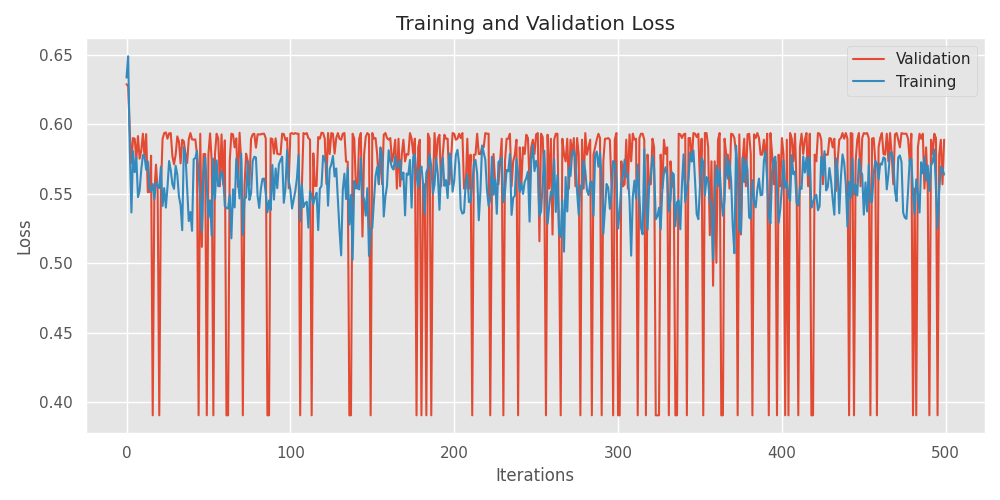 Training and Validation Loss
Validation
Training
0.65
0.60
0.55
0.50
0.45
0.40
Loss
0 100 200 300 400 500
Iterations